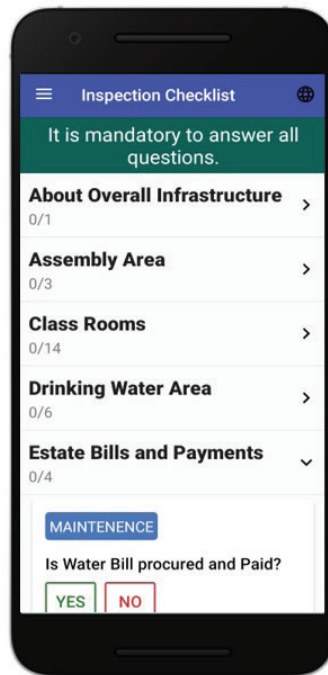 Inspection Checklist
It is mandatory to answer all
questions.
About Overall Infrastructure
0/1
Assembly Area
0/3
Class Rooms
0/14
Drinking Water Area
0/6
Estate Bills and Payments
0/4
MAINTENENCE
Is Water Bill procured and Paid?
YES NO